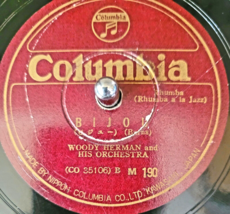 Columbia
Columbia
Rhumba
(Rhumba a'la Jazz)
BIJOU
(ビジュー) (Burns)
WOODY HERMAN and
HIS ORCHESTRA
(CO 35106) B M 190
MADE BY NIPPON COLUMBIA CO., LTD. KAWA